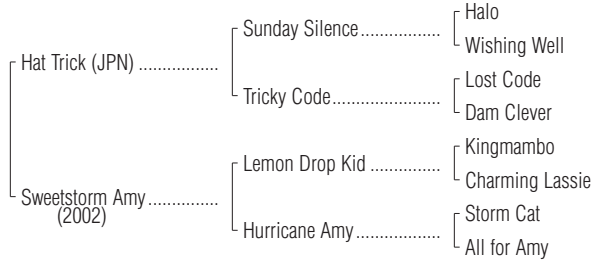 Halo
Sunday Silence.................
Wishing Well
Hat Trick (JPN) .................
Lost Code
Tricky Code.......................
Dam Clever
Kingmambo
Lemon Drop Kid ...............
Charming Lassie
Sweetstorm Amy...............
(2002)
Storm Cat
Hurricane Amy..................
All for Amy